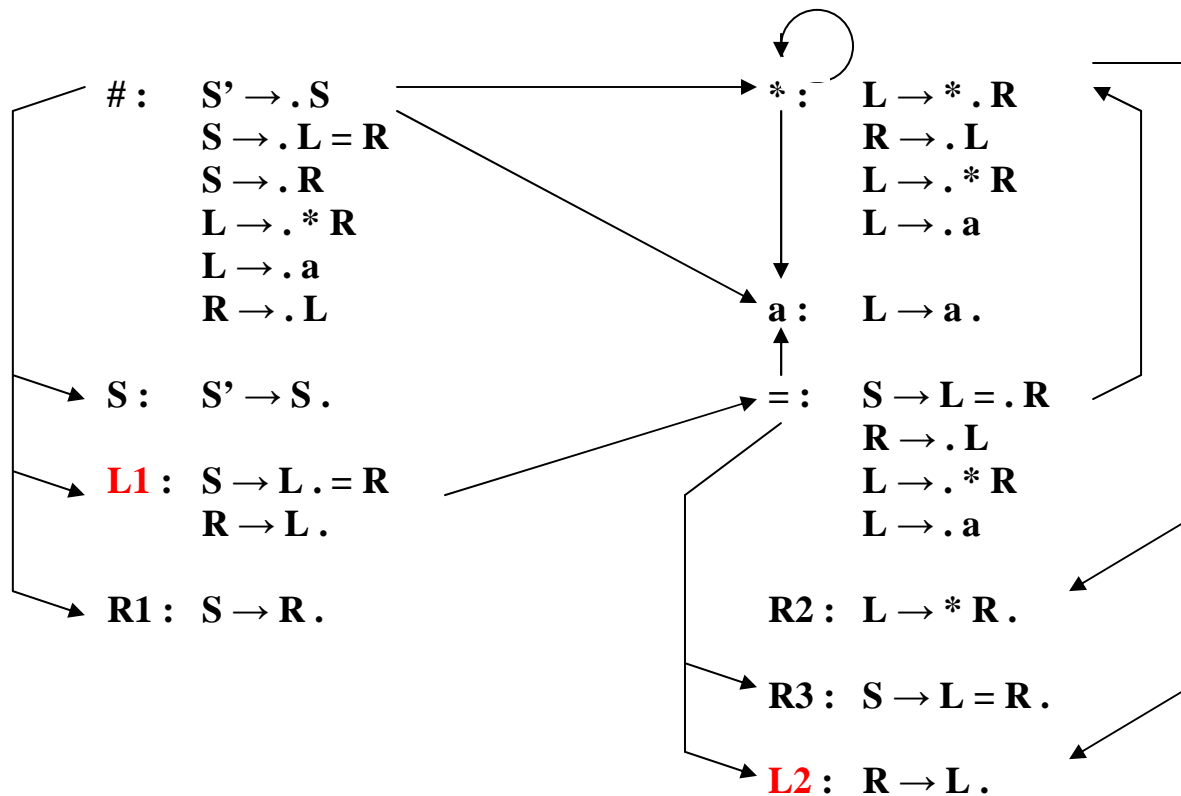 # : S’ → . S
S → . L = R
S → . R
L → . * R
L → . a
R → . L
S : S’ → S .
L1 : S → L . = R
R → L .
R1 : S → R .
* : L → * . R
R → . L
L → . * R
L → . a
a : L → a .
= : S → L = . R
R → . L
L → . * R
L → . a
R2 : L → * R .
R3 : S → L = R .
L2 : R → L .